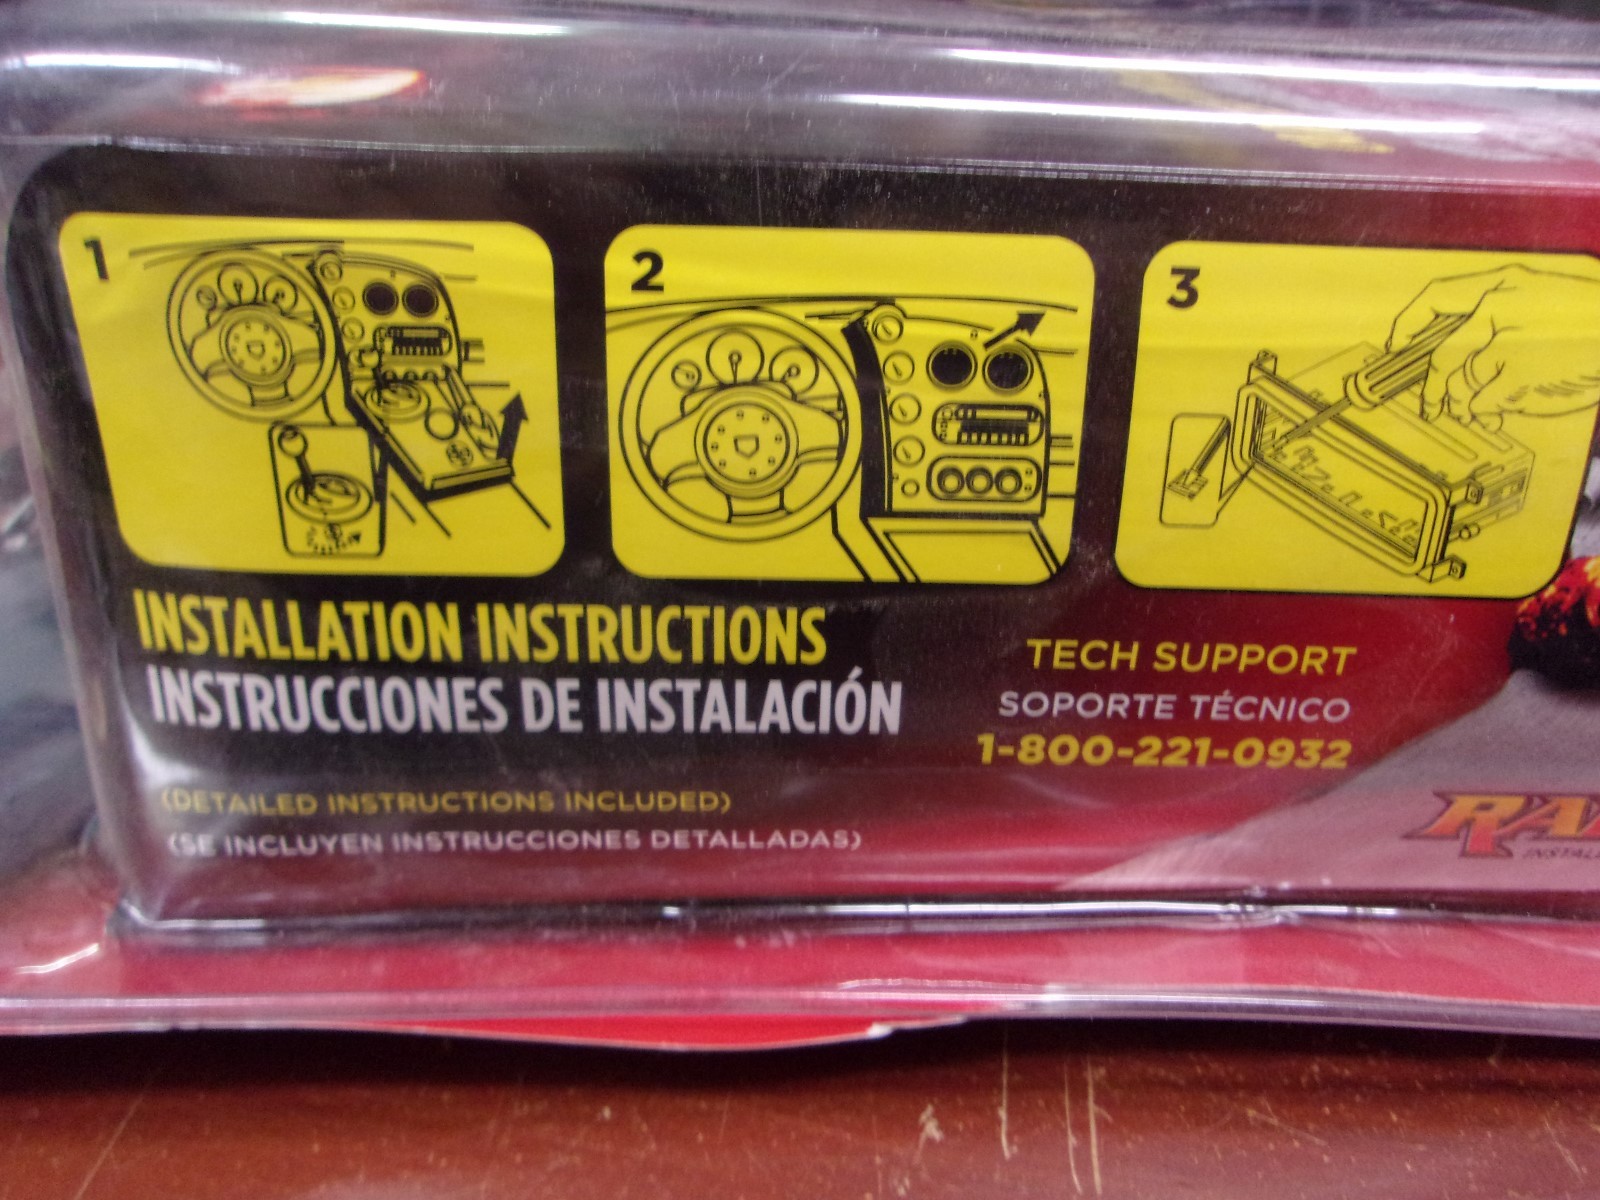 1
2
3
INSTALLATION INSTRUCTIONS
INSTRUCCIONES DE INSTALACIÓN
(DETAILED INSTRUCTIONS INCLUDED)
(SE INCLUYEN INSTRUCCIONES DETALLADAS)
TECH SUPPORT
SOPORTE TÉCNICO
1-800-221-0932